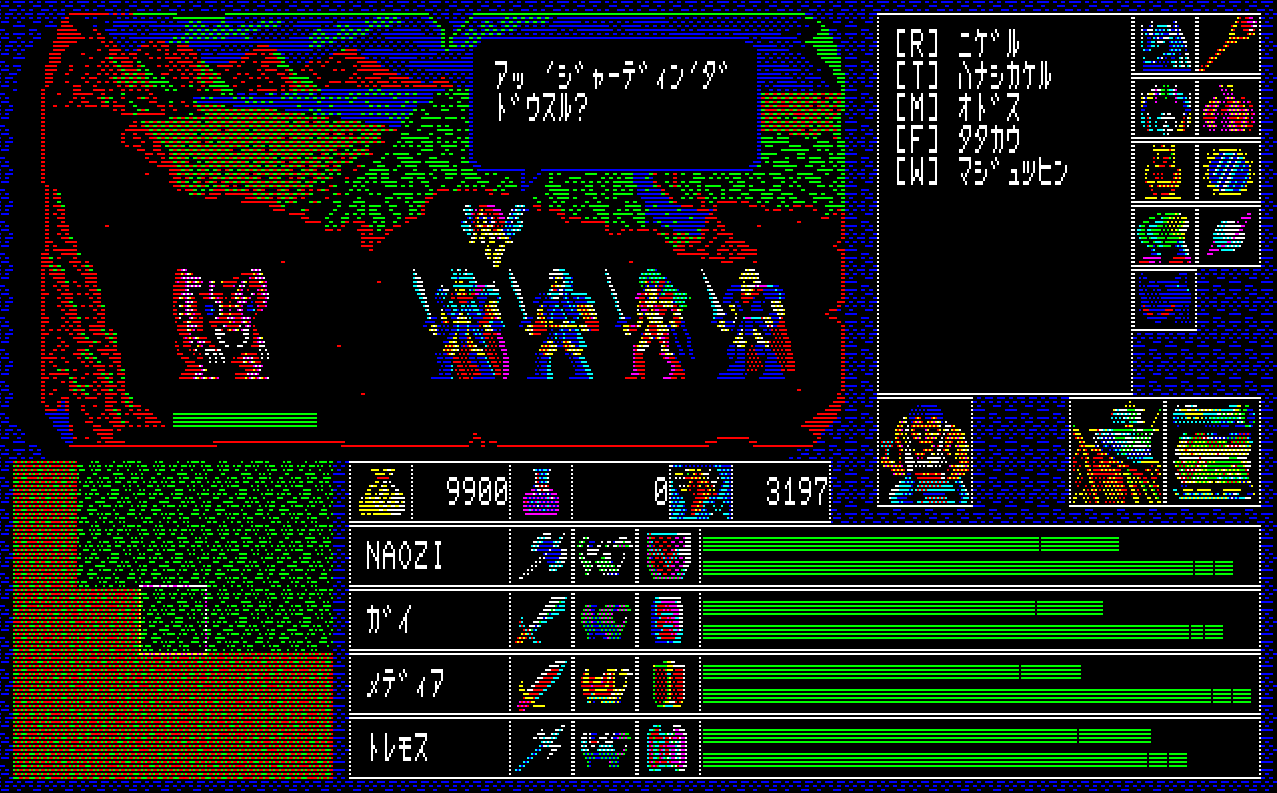 アッ 「ジャーディン「ダ
ドウスル?
[R] ニゲル
[T] ハナシカケル
[M] オドス
[F] タタカウ
[W] マジュツヒン
9900 0 3197
NAOZI
ガイ
メディア
トレモス